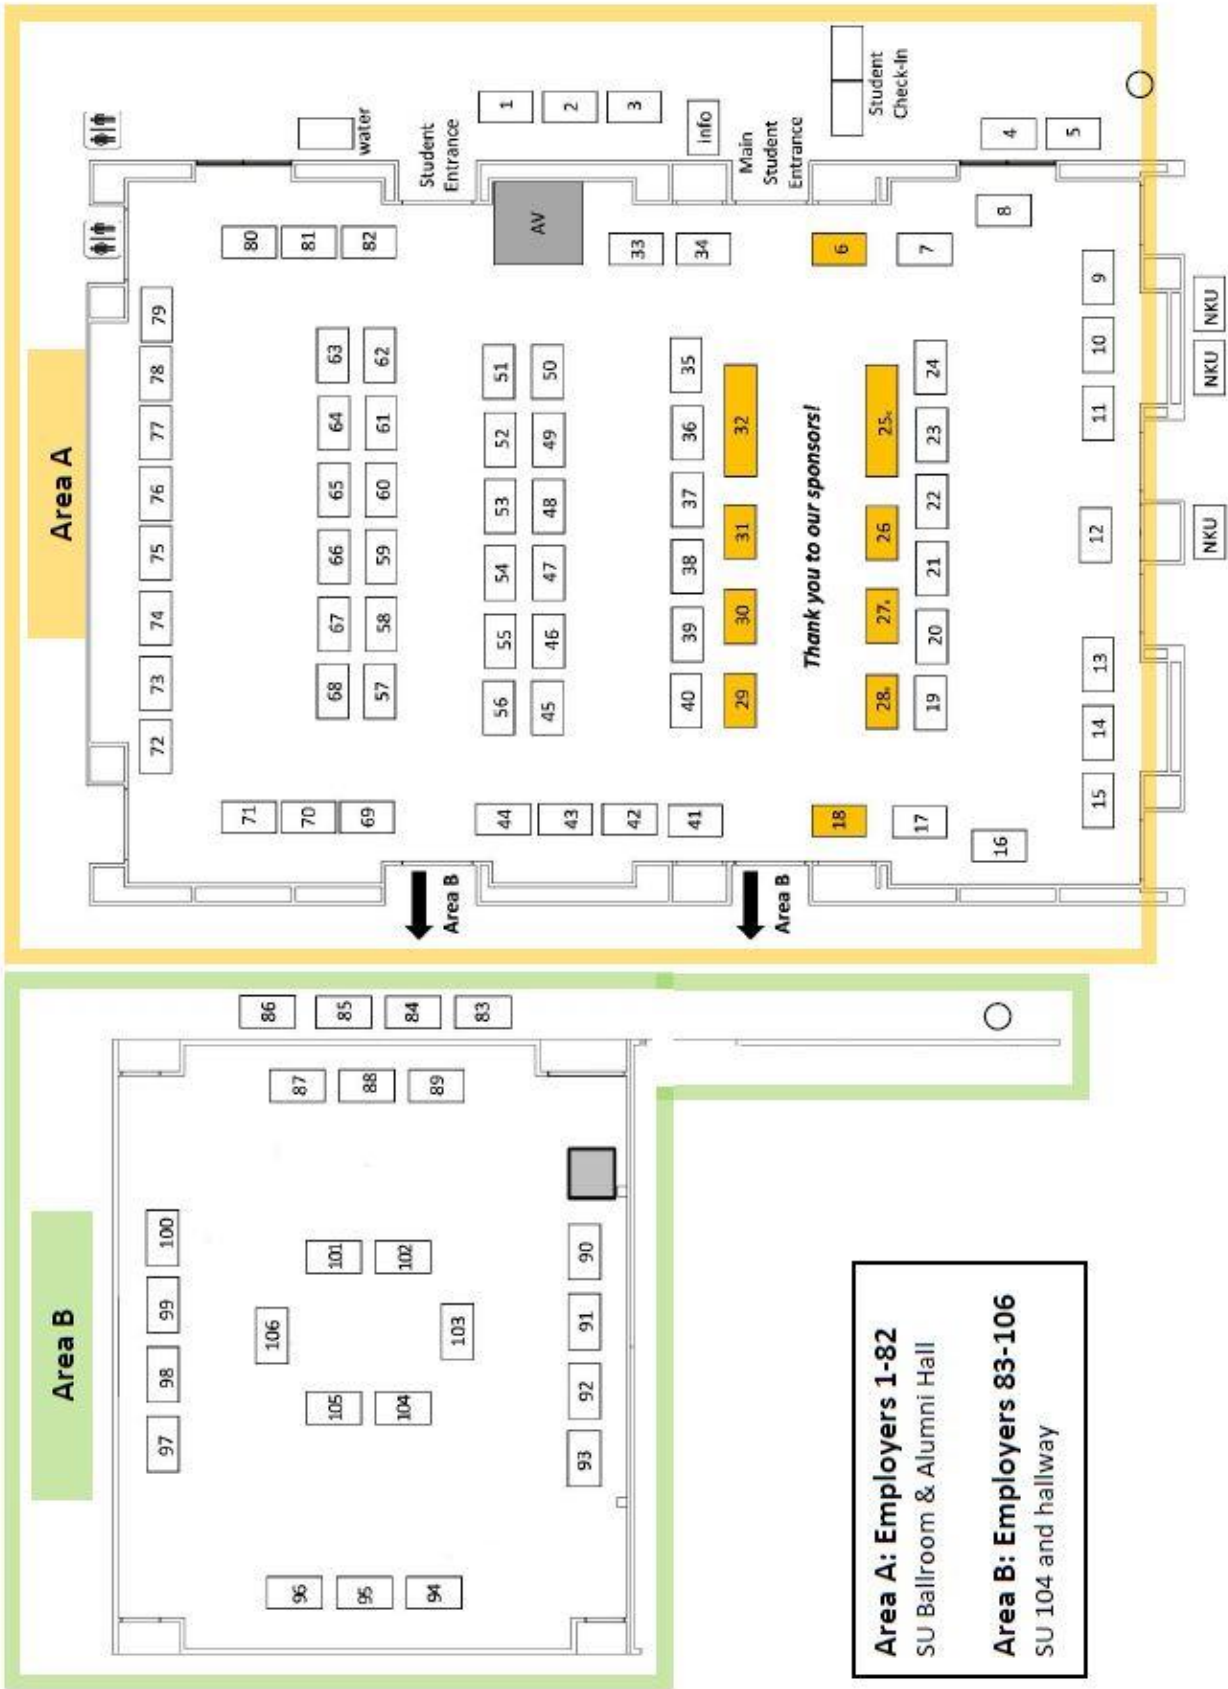 Area B
97 98 99 100
96 106 87 86
95 105 101 88 85
94 104 102 89 84
103 83
93 92 91 90
Area A: Employers 1-82
SU Ballroom & Alumni Hall
Area B: Employers 83-106
SU 104 and hallway
Area A
72 73 74 75 76 77 78 79
71 80
70 81
69 82
68 67 66 65 64 63
57 58 59 60 61 62
water
Area B
Student
Entrance
44 56 55 54 53 52 51
43 45 46 47 48 49 50
42
41
AV
1
2
3
33
34
info
40 39 38 37 36 35
29 30 31 32
Area B
Main
Student
Entrance
Thank you to our sponsors!
18 6
28 27 26 25
17 19 20 21 22 23 24 7
Student
Check-In
16 8
4
5
15 14 13 12 11 10 9
NKU NKU NKU